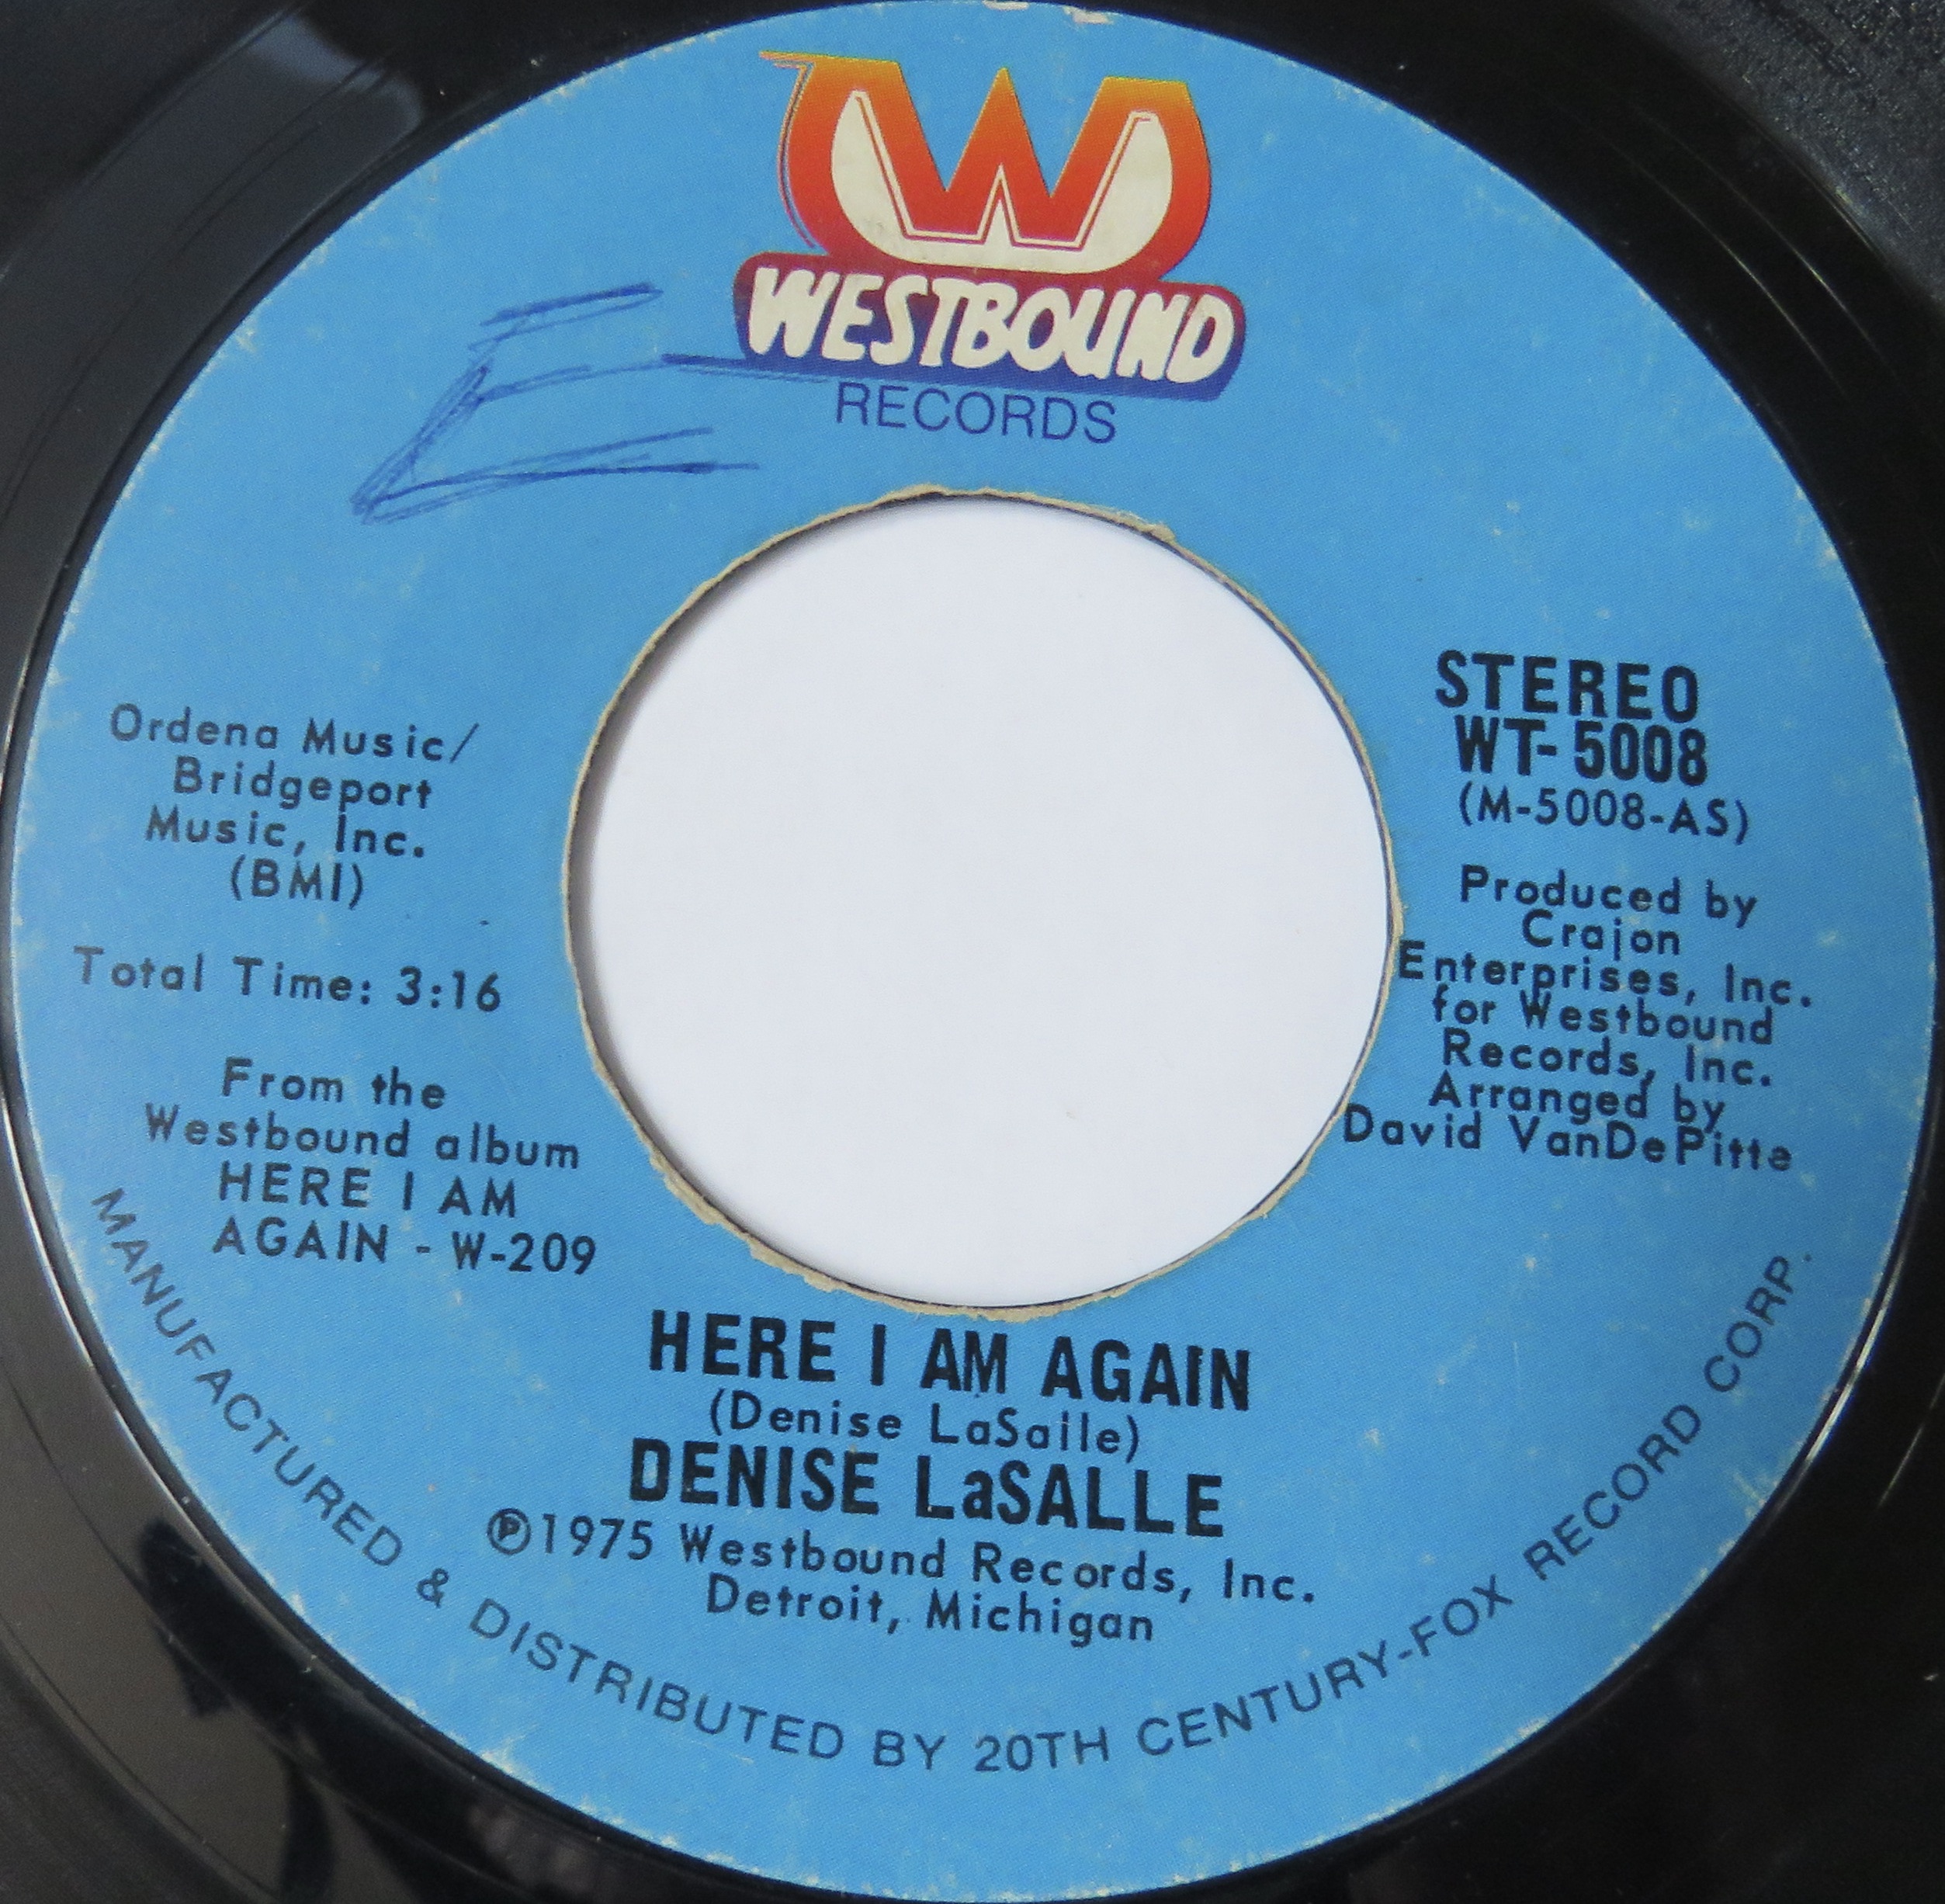 W
WESTBOUND
RECORDS
E
Ordena Music/
Bridgeport
Music, Inc.
(BMI)
Total Time: 3:16
From the
Westbound album
HERE I AM
AGAIN - W-209
STEREO
WT-5008
(M-5008-AS)
Produced by
Crajon
Enterprises, Inc.
for Westbound
Records, Inc.
Arranged by
David VanDePitte
HERE I AM AGAIN
(Denise LaSalle)
DENISE LaSALLE
Ⓟ1975 Westbound Records, Inc.
Detroit, Michigan
MANUFACTURED & DISTRIBUTED BY 20TH CENTURY-FOX RECORD CORP.